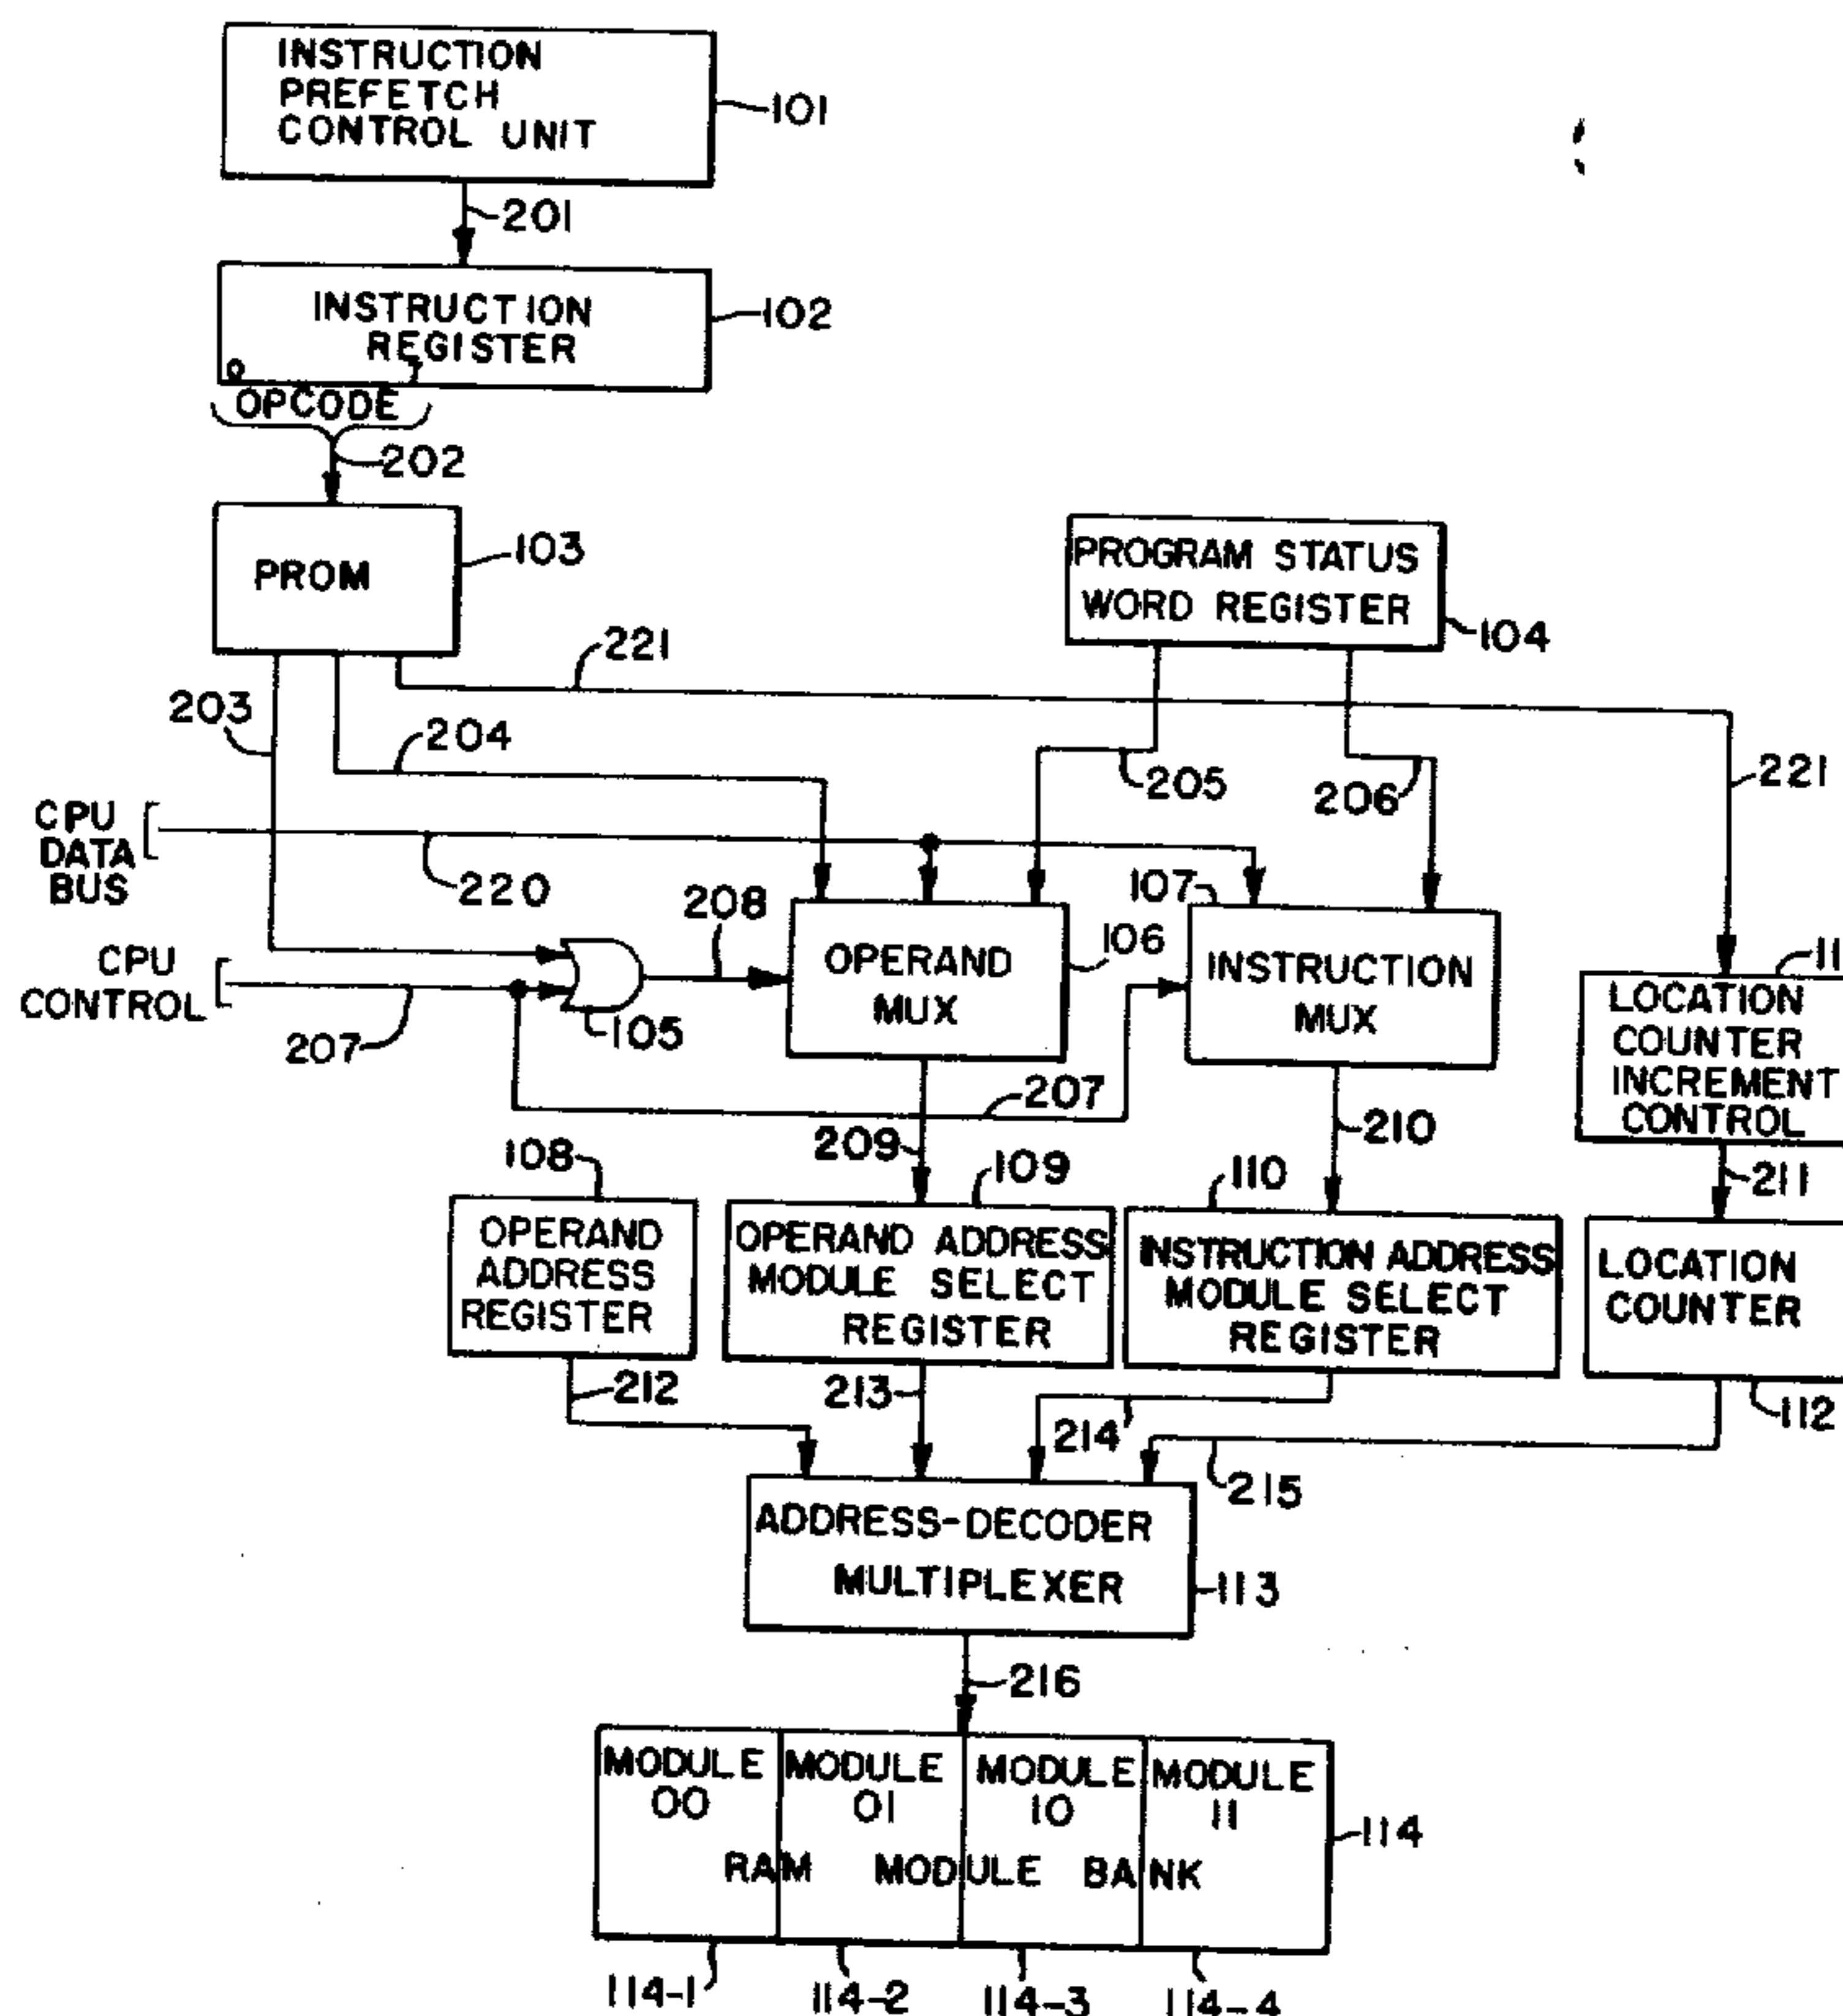 INSTRUCTION
PREFETCH
CONTROL UNIT
101
201
INSTRUCTION
REGISTER
102
0
7
OPCODE
202
PROM
103
PROGRAM STATUS
WORD REGISTER
104
221
203
204
205
206
221
CPU
DATA
BUS
220
208
107
106
CPU
CONTROL
207
105
OPERAND
MUX
INSTRUCTION
MUX
11
LOCATION
COUNTER
INCREMENT
CONTROL
207
209
210
211
108
109
110
OPERAND
ADDRESS
REGISTER
OPERAND ADDRESS
MODULE SELECT
REGISTER
INSTRUCTION ADDRESS
MODULE SELECT
REGISTER
LOCATION
COUNTER
212
213
214
215
112
ADDRESS-DECODER
MULTIPLEXER
113
216
MODULE
00
MODULE
01
MODULE
10
MODULE
11
RAM MODULE BANK
114
114-1
114-2
114-3
114-4